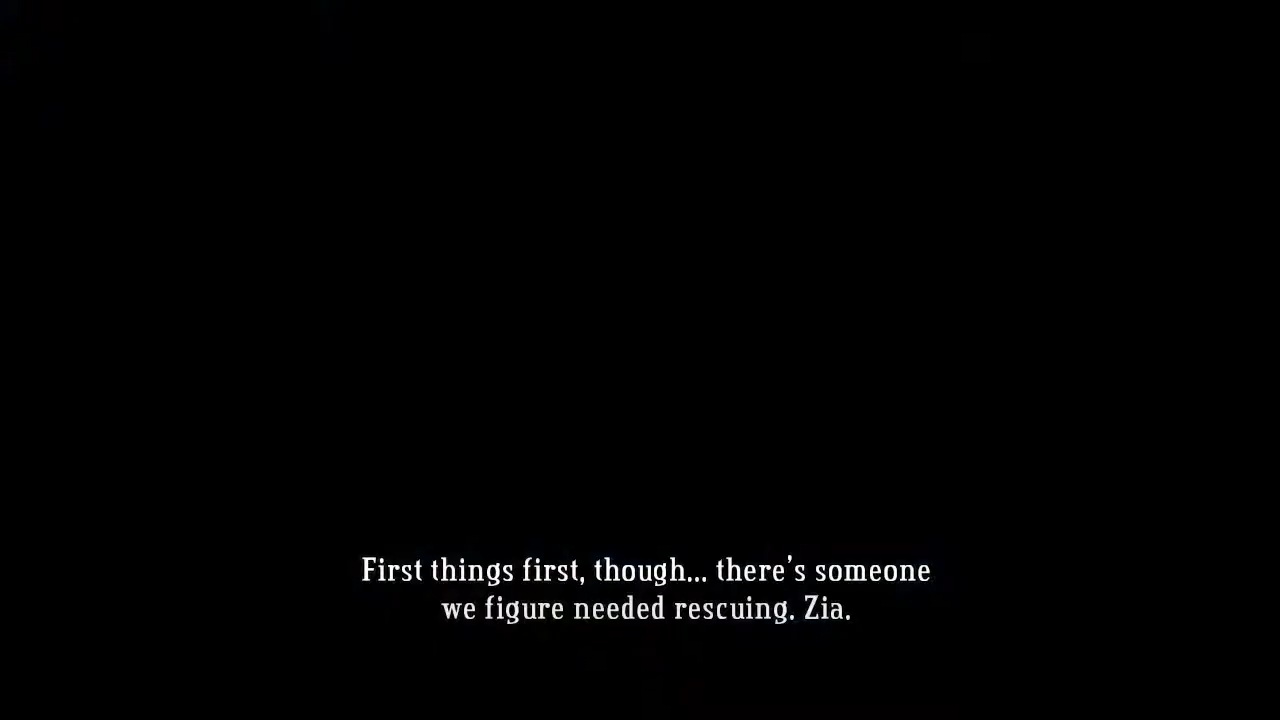 First things first, though... there's someone
we figure needed rescuing. Zia.